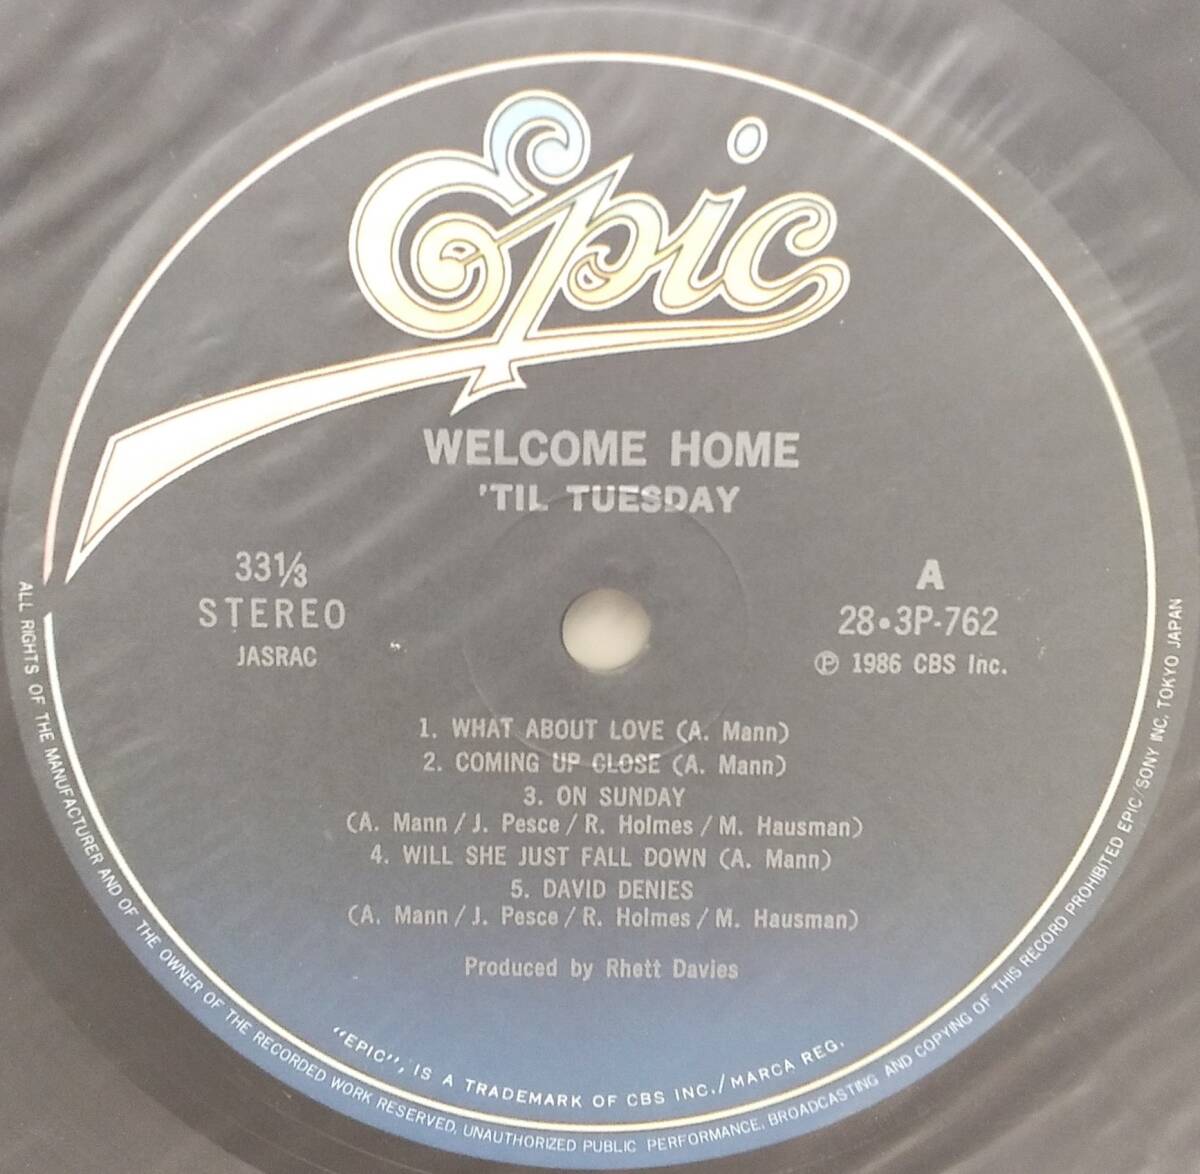 Epic
WELCOME HOME
'TIL TUESDAY
33⅓
STEREO
JASRAC
A
28•3P-762
Ⓟ 1986 CBS Inc.
1. WHAT ABOUT LOVE (A. Mann)
2. COMING UP CLOSE (A. Mann)
3. ON SUNDAY
(A. Mann / J. Pesce / R. Holmes / M. Hausman)
4. WILL SHE JUST FALL DOWN (A. Mann)
5. DAVID DENIES
(A. Mann / J. Pesce / R. Holmes / M. Hausman)
Produced by Rhett Davies
"EPIC", IS A TRADEMARK OF CBS INC./MARCA REG.
ALL RIGHTS OF THE MANUFACTURER AND OF THE OWNER OF THE RECORDED WORK RESERVED. UNAUTHORIZED PUBLIC PERFORMANCE, BROADCASTING AND COPYING OF THIS RECORD PROHIBITED EPIC/SONY INC. TOKYO JAPAN